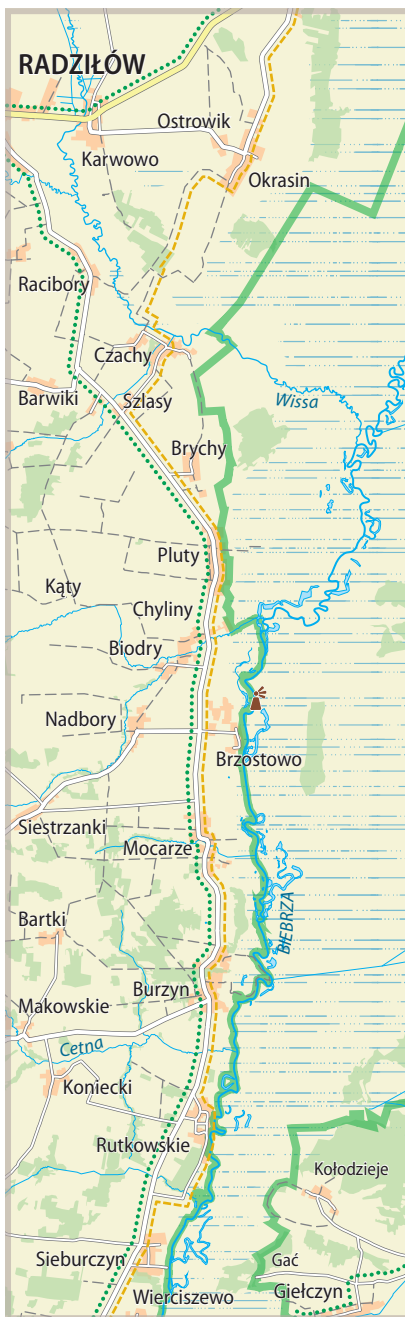 RADZIŁÓW
Ostrowik
Karwowo
Okrasin
Racibory
Czachy
Barwiki
Szlasy
Wissa
Brychy
Pluty
Kąty
Chyliny
Biodry
Nadbory
Brzostowo
Siestrzanki
Mocarze
Bartki
BIEBRZA
Burzyn
Makowskie
Cetna
Koniecki
Rutkowskie
Kołodzieje
Sieburczyn
Gać
Giełczyn
Wierciszewo